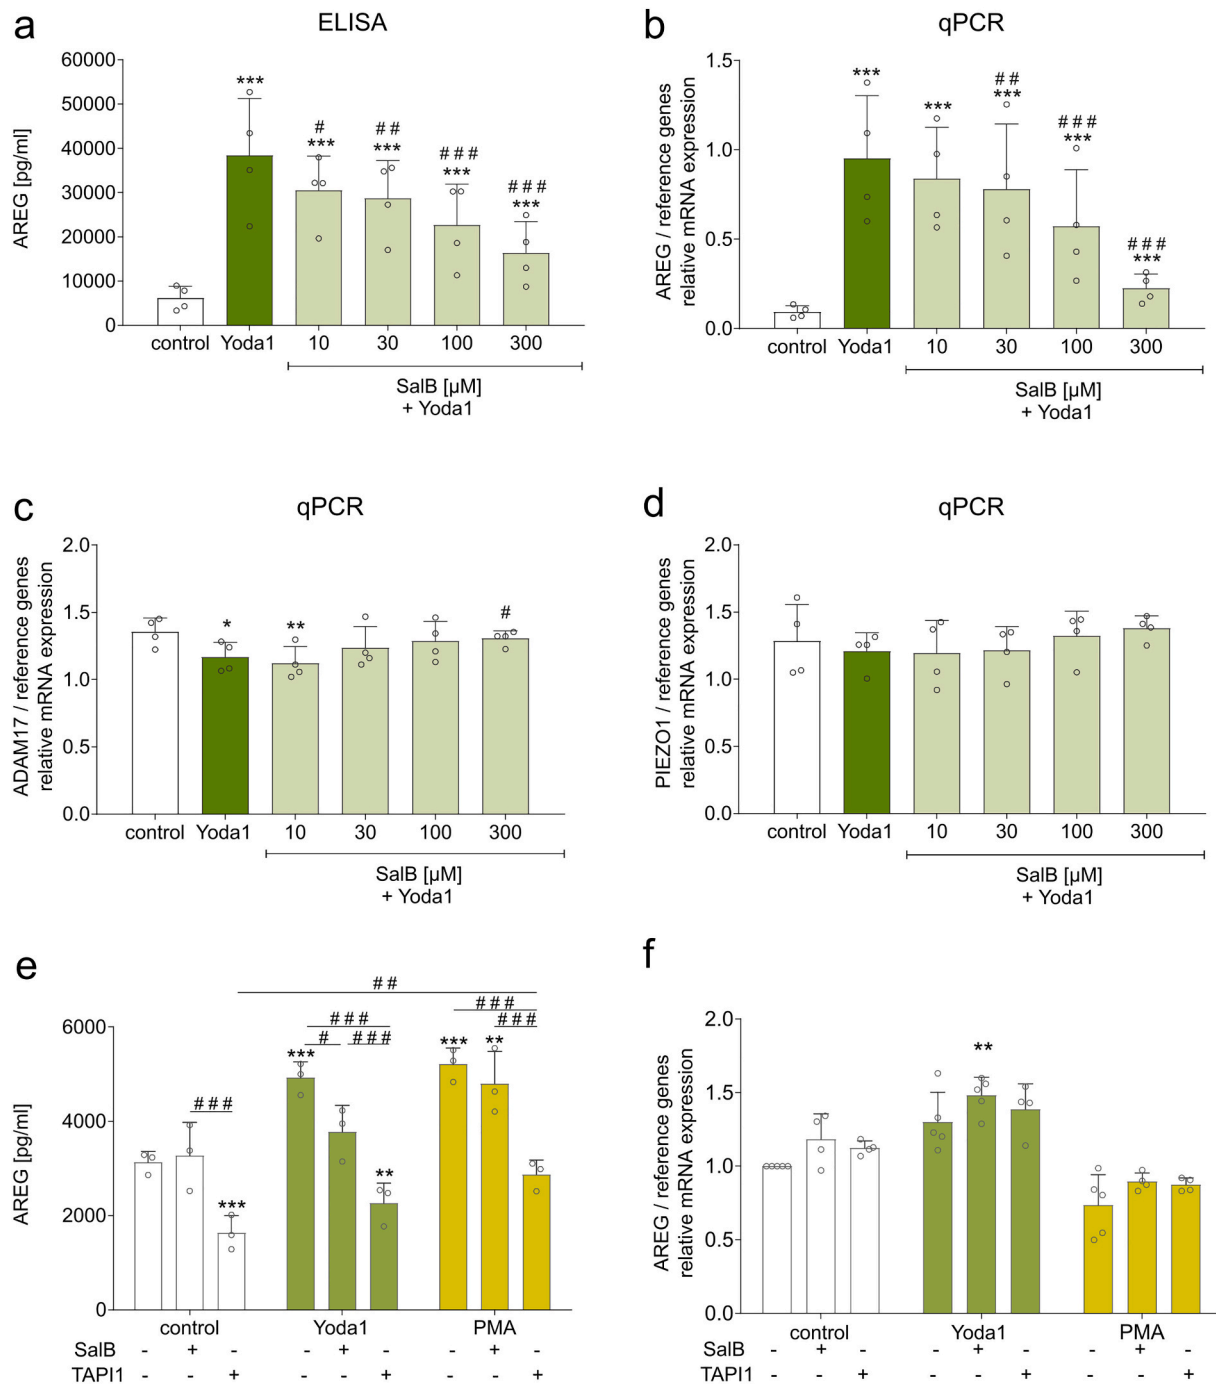 a
ELISA
AREG [pg/ml]
60000
50000
40000
30000
20000
10000
0
***
#
***
# #
***
# # #
***
# # #
***
control Yoda1 10 30 100 300
SalB [µM]
+ Yoda1
b
qPCR
AREG / reference genes
relative mRNA expression
1.5
1.0
0.5
0.0
***
***
# #
***
# # #
***
# # #
***
control Yoda1 10 30 100 300
SalB [µM]
+ Yoda1
c
qPCR
ADAM17 / reference genes
relative mRNA expression
2.0
1.5
1.0
0.5
0.0
*
**
#
control Yoda1 10 30 100 300
SalB [µM]
+ Yoda1
d
qPCR
PIEZO1 / reference genes
relative mRNA expression
2.0
1.5
1.0
0.5
0.0
control Yoda1 10 30 100 300
SalB [µM]
+ Yoda1
e
AREG [pg/ml]
6000
4000
2000
0
# #
# # #
# # #
# # #
# # # #
*** *** **
# # #
***
**
control Yoda1 PMA
SalB - + - + - +
TAPI1 - - + - - + - - +
f
AREG / reference genes
relative mRNA expression
2.0
1.5
1.0
0.5
0.0
**
control Yoda1 PMA
SalB - + - + - +
TAPI1 - - + - - + - - +